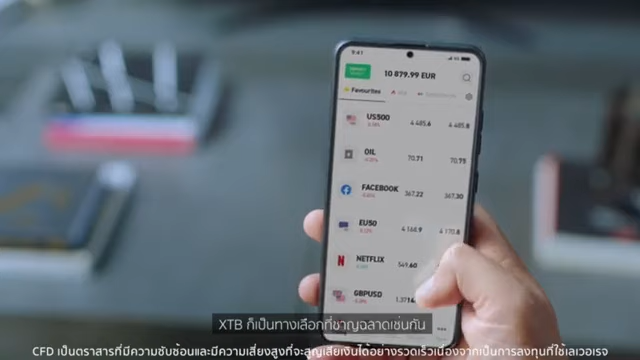 9:41
10 879.99 EUR
Favourites
US500
4 485.6 4 485.8
OIL
70.71 70.75
FACEBOOK
367.22 367.30
EU50
4 168.9 4 170.8
NETFLIX
549.60
GBPUSD
XTB ก็เป็นทางเลือกที่ชาญฉลาดเช่นกัน
CFD เป็นตราสารที่มีความซับซ้อนและมีความเสี่ยงสูงที่จะสูญเสียเงินได้อย่างรวดเร็วเนื่องจากเป็นการลงทุนที่ใช้ลเวอเรจ